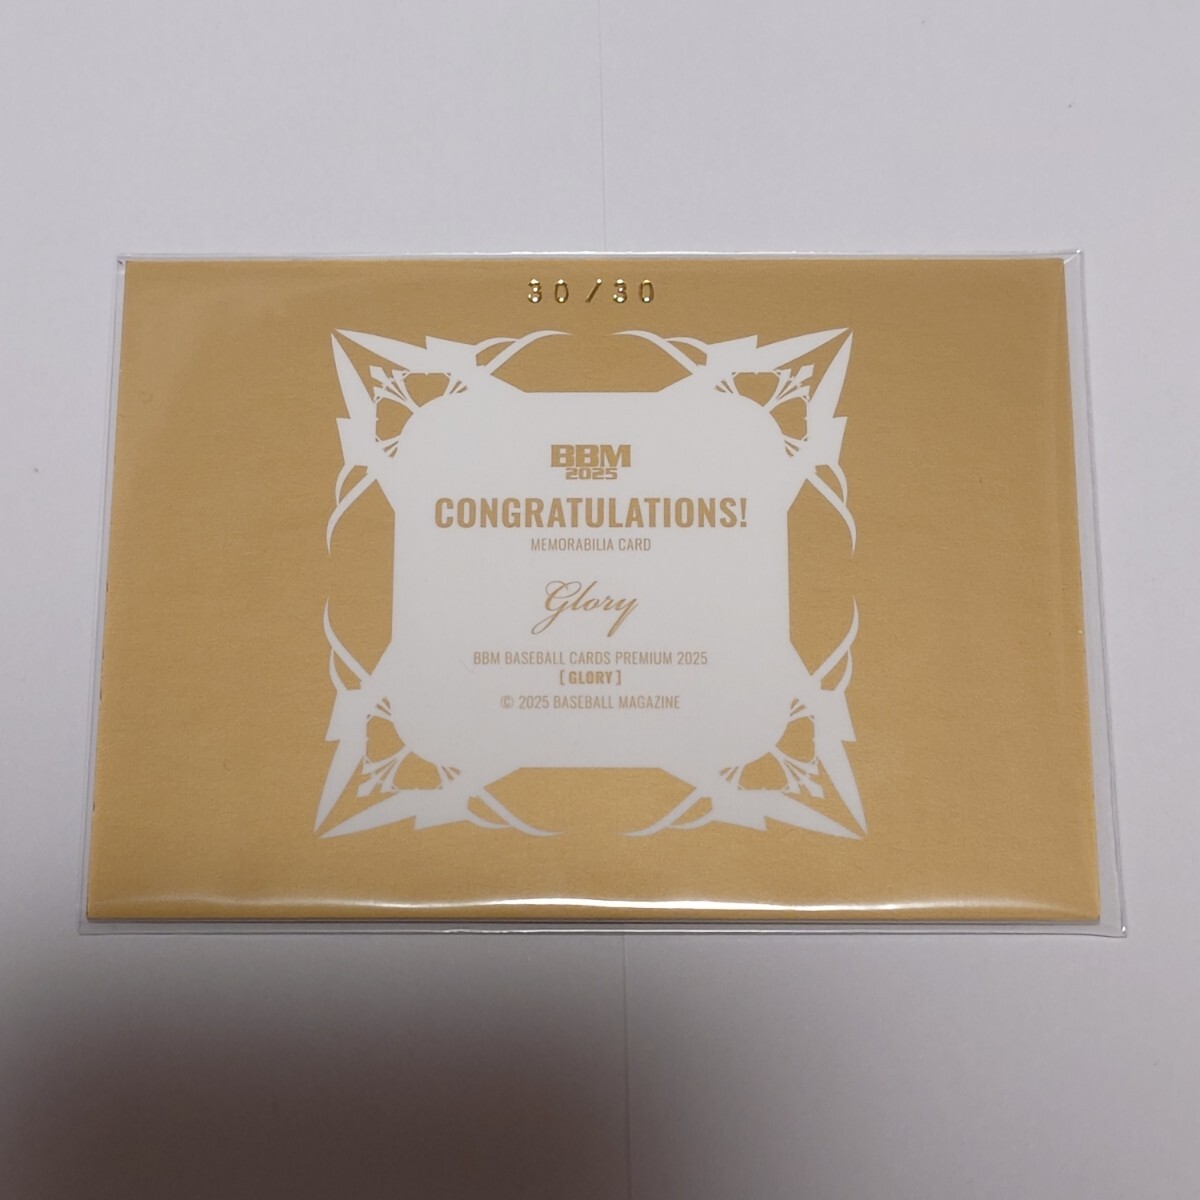 30/30
BBM
2025
CONGRATULATIONS!
MEMORABILIA CARD
Glory
BBM BASEBALL CARDS PREMIUM 2025
[GLORY]
© 2025 BASEBALL MAGAZINE